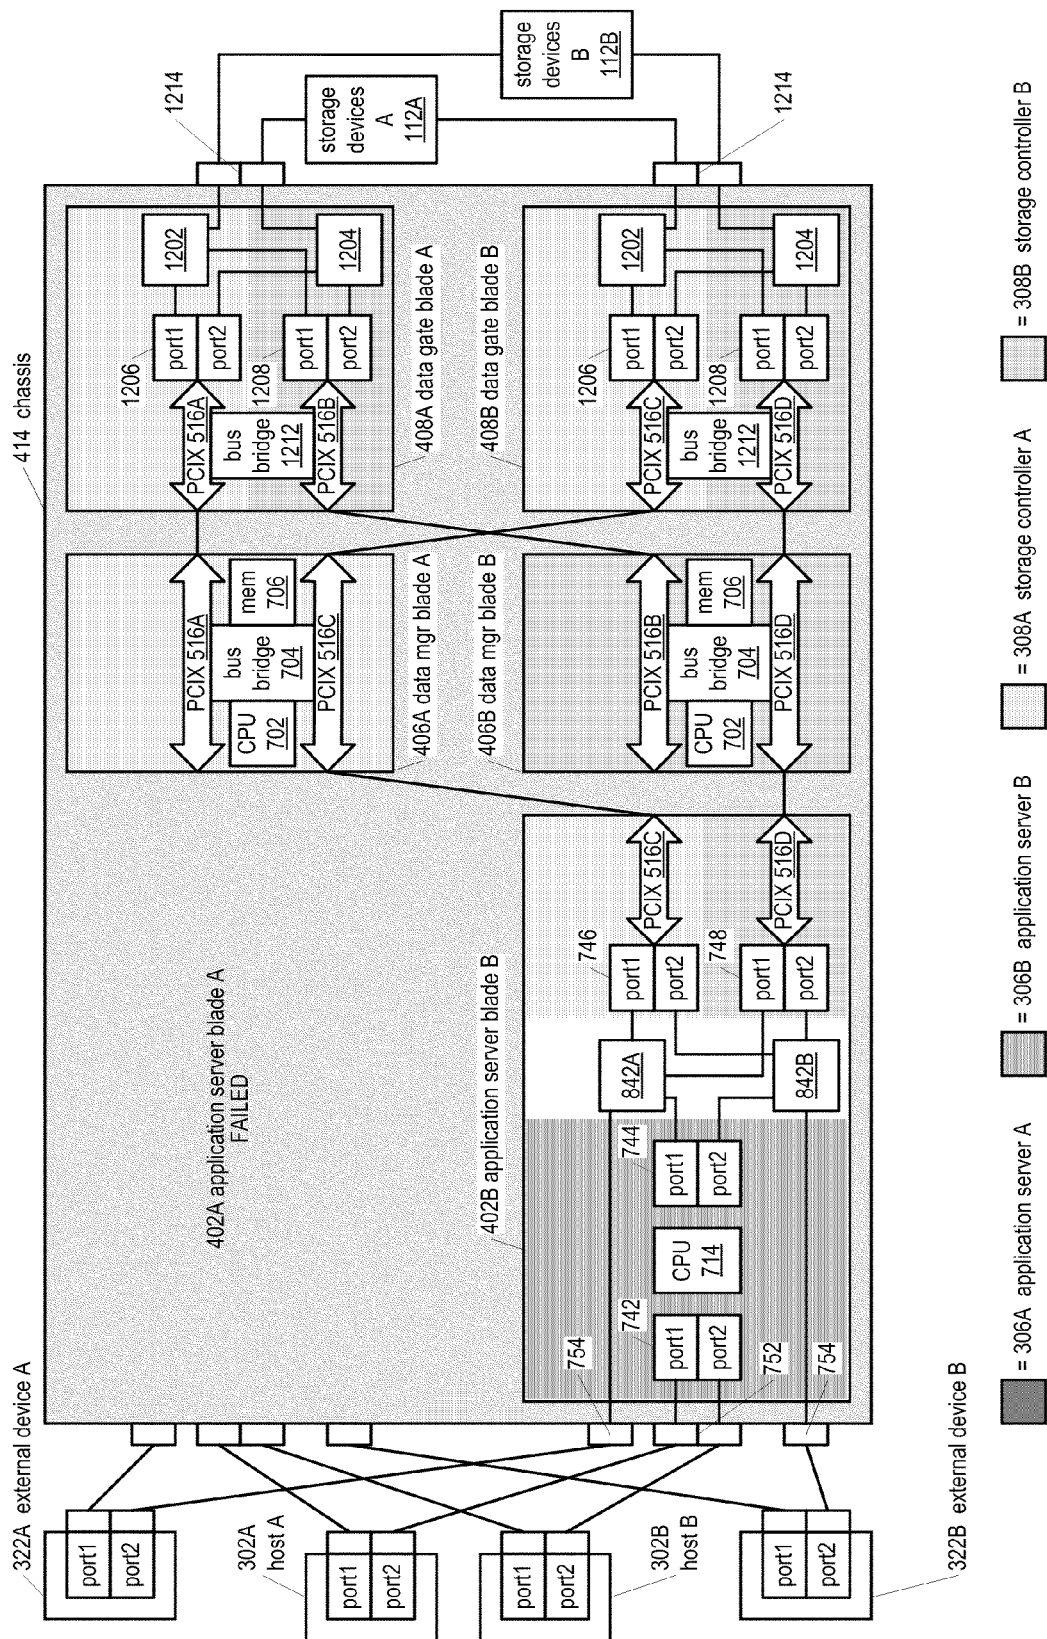 322A external device A
port1
port2
302A
host A
port1
port2
port1
port2
302B
host B
port1
port2
322B external device B
414 chassis
402A application server blade A
FAILED
402B application server blade B
754
742
port1
port2
752
754
CPU
714
744
port1
port2
842A
842B
746
port1
port2
748
port1
port2
PCIX 516C
PCIX 516D
406A data mgr blade A
PCIX 516A
CPU
702
bus
bridge
704
mem
706
PCIX 516C
406B data mgr blade B
PCIX 516B
CPU
702
bus
bridge
704
mem
706
PCIX 516D
408A data gate blade A
PCIX 516A
bus
bridge
1212
PCIX 516B
1206
port1
port2
1208
port1
port2
1202
1204
408B data gate blade B
PCIX 516C
bus
bridge
1212
PCIX 516D
1206
port1
port2
1208
port1
port2
1202
1204
1214
1214
storage
devices
A
112A
storage
devices
B
112B
= 306A application server A
= 306B application server B
= 308A storage controller A
= 308B storage controller B